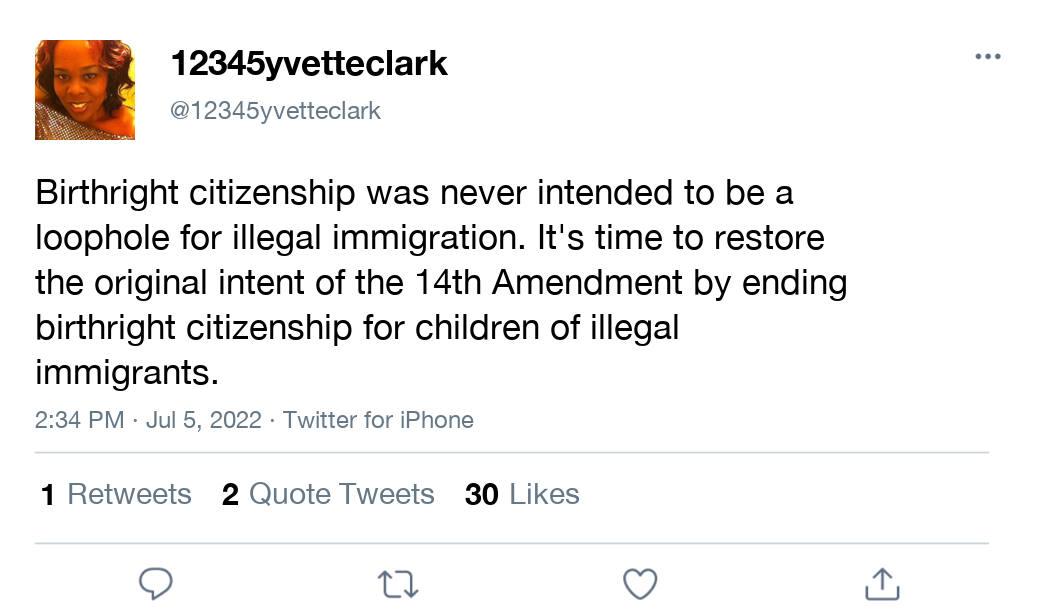 12345yvetteclark
@12345yvetteclark
Birthright citizenship was never intended to be a
loophole for illegal immigration. It's time to restore
the original intent of the 14th Amendment by ending
birthright citizenship for children of illegal
immigrants.
2:34 PM · Jul 5, 2022 · Twitter for iPhone
1 Retweets 2 Quote Tweets 30 Likes